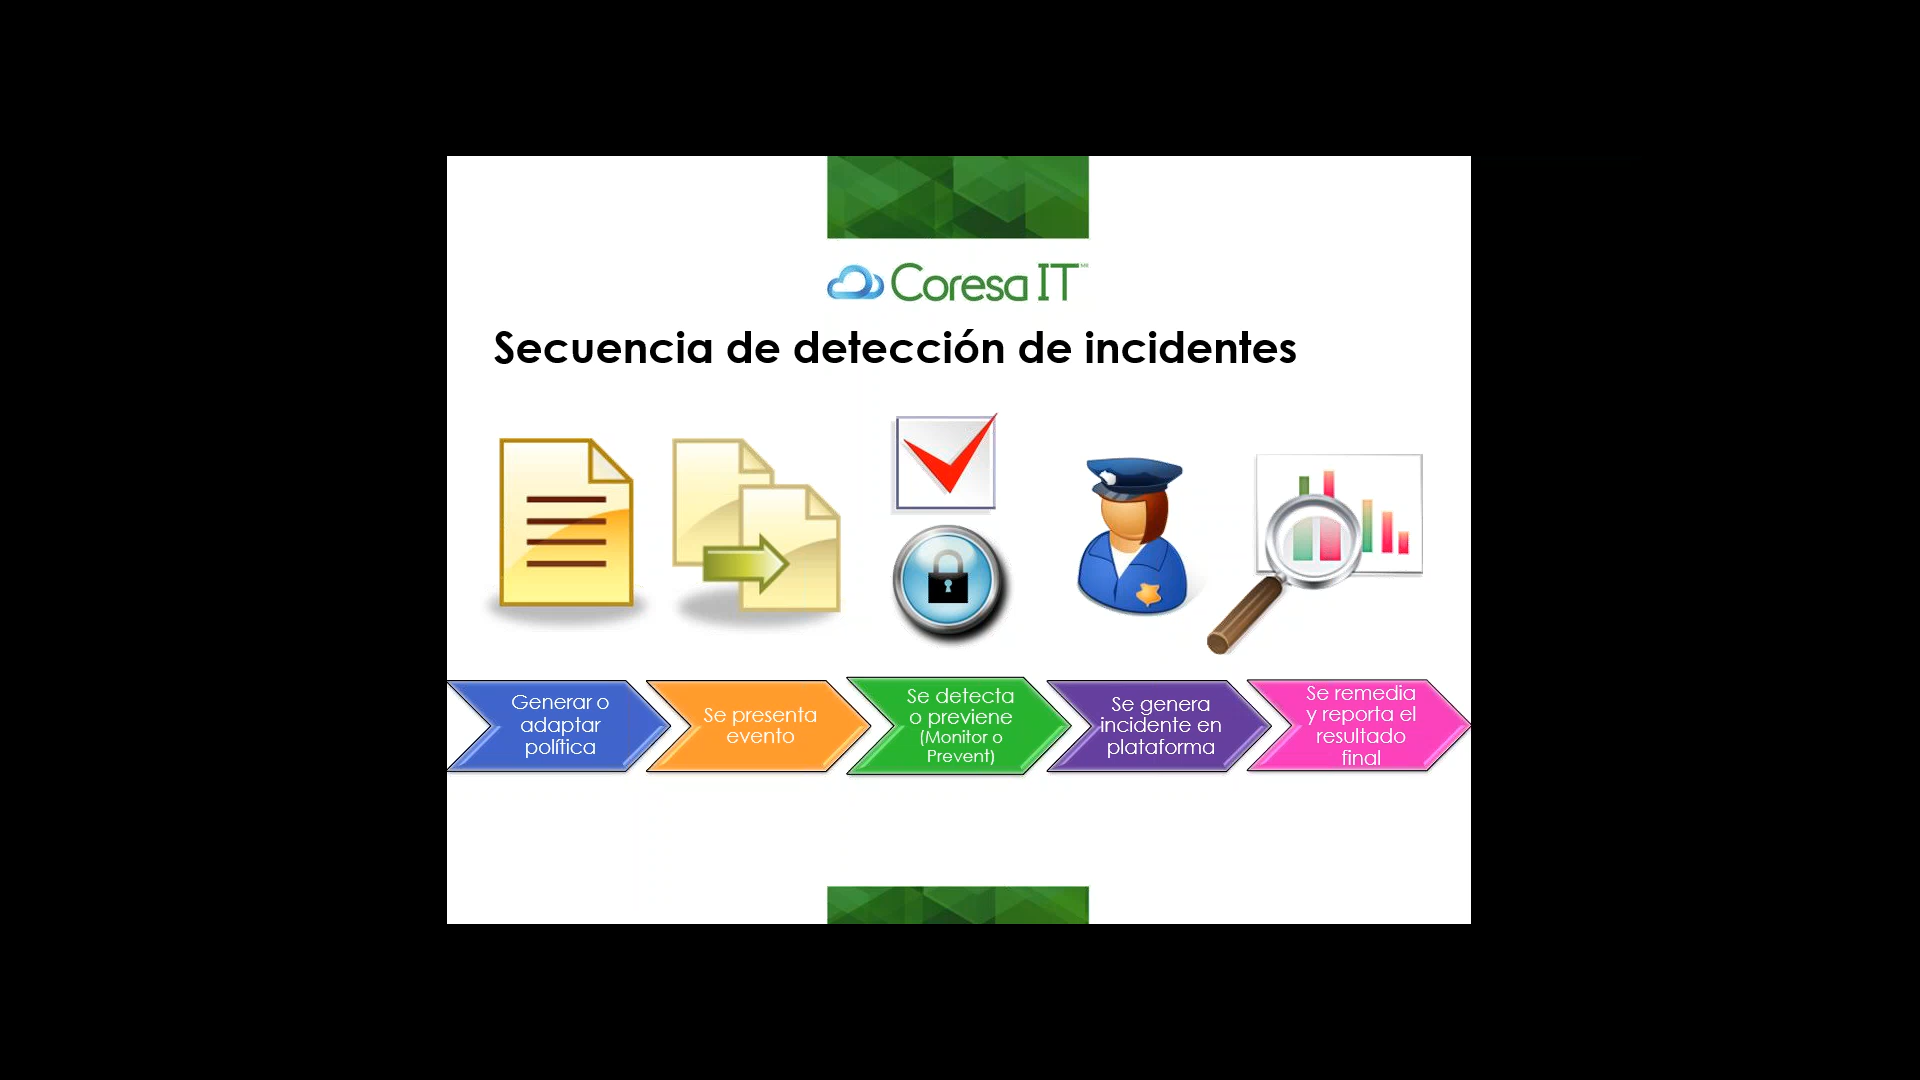 Coresa IT
Secuencia de detección de incidentes
Generar o
adaptar
política
Se presenta
evento
Se detecta
o previene
(Monitor o
Prevent)
Se genera
incidente en
plataforma
Se remedia
y reporta el
resultado
final